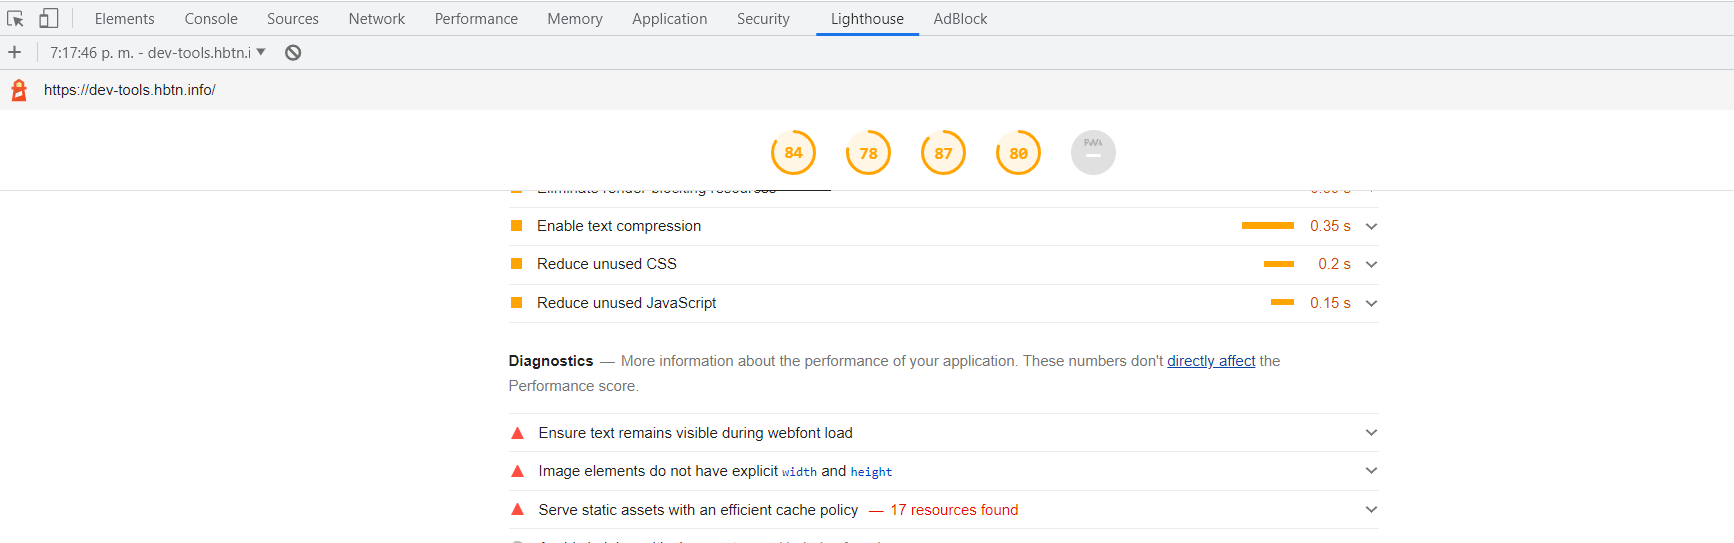 Elements Console Sources Network Performance Memory Application Security Lighthouse AdBlock
7:17:46 p. m. - dev-tools.hbtn.i
https://dev-tools.hbtn.info/
84 78 87 80 PWA
Eliminate render-blocking resources
Enable text compression 0.35 s
Reduce unused CSS 0.2 s
Reduce unused JavaScript 0.15 s
Diagnostics — More information about the performance of your application. These numbers don't directly affect the
Performance score.
Ensure text remains visible during webfont load
Image elements do not have explicit width and height
Serve static assets with an efficient cache policy — 17 resources found